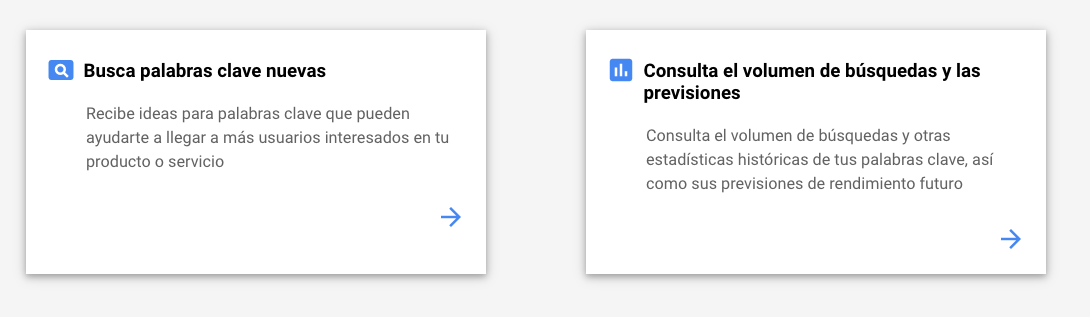 Busca palabras clave nuevas
Recibe ideas para palabras clave que pueden
ayudarte a llegar a más usuarios interesados en tu
producto o servicio
Consulta el volumen de búsquedas y las
previsiones
Consulta el volumen de búsquedas y otras
estadísticas históricas de tus palabras clave, así
como sus previsiones de rendimiento futuro